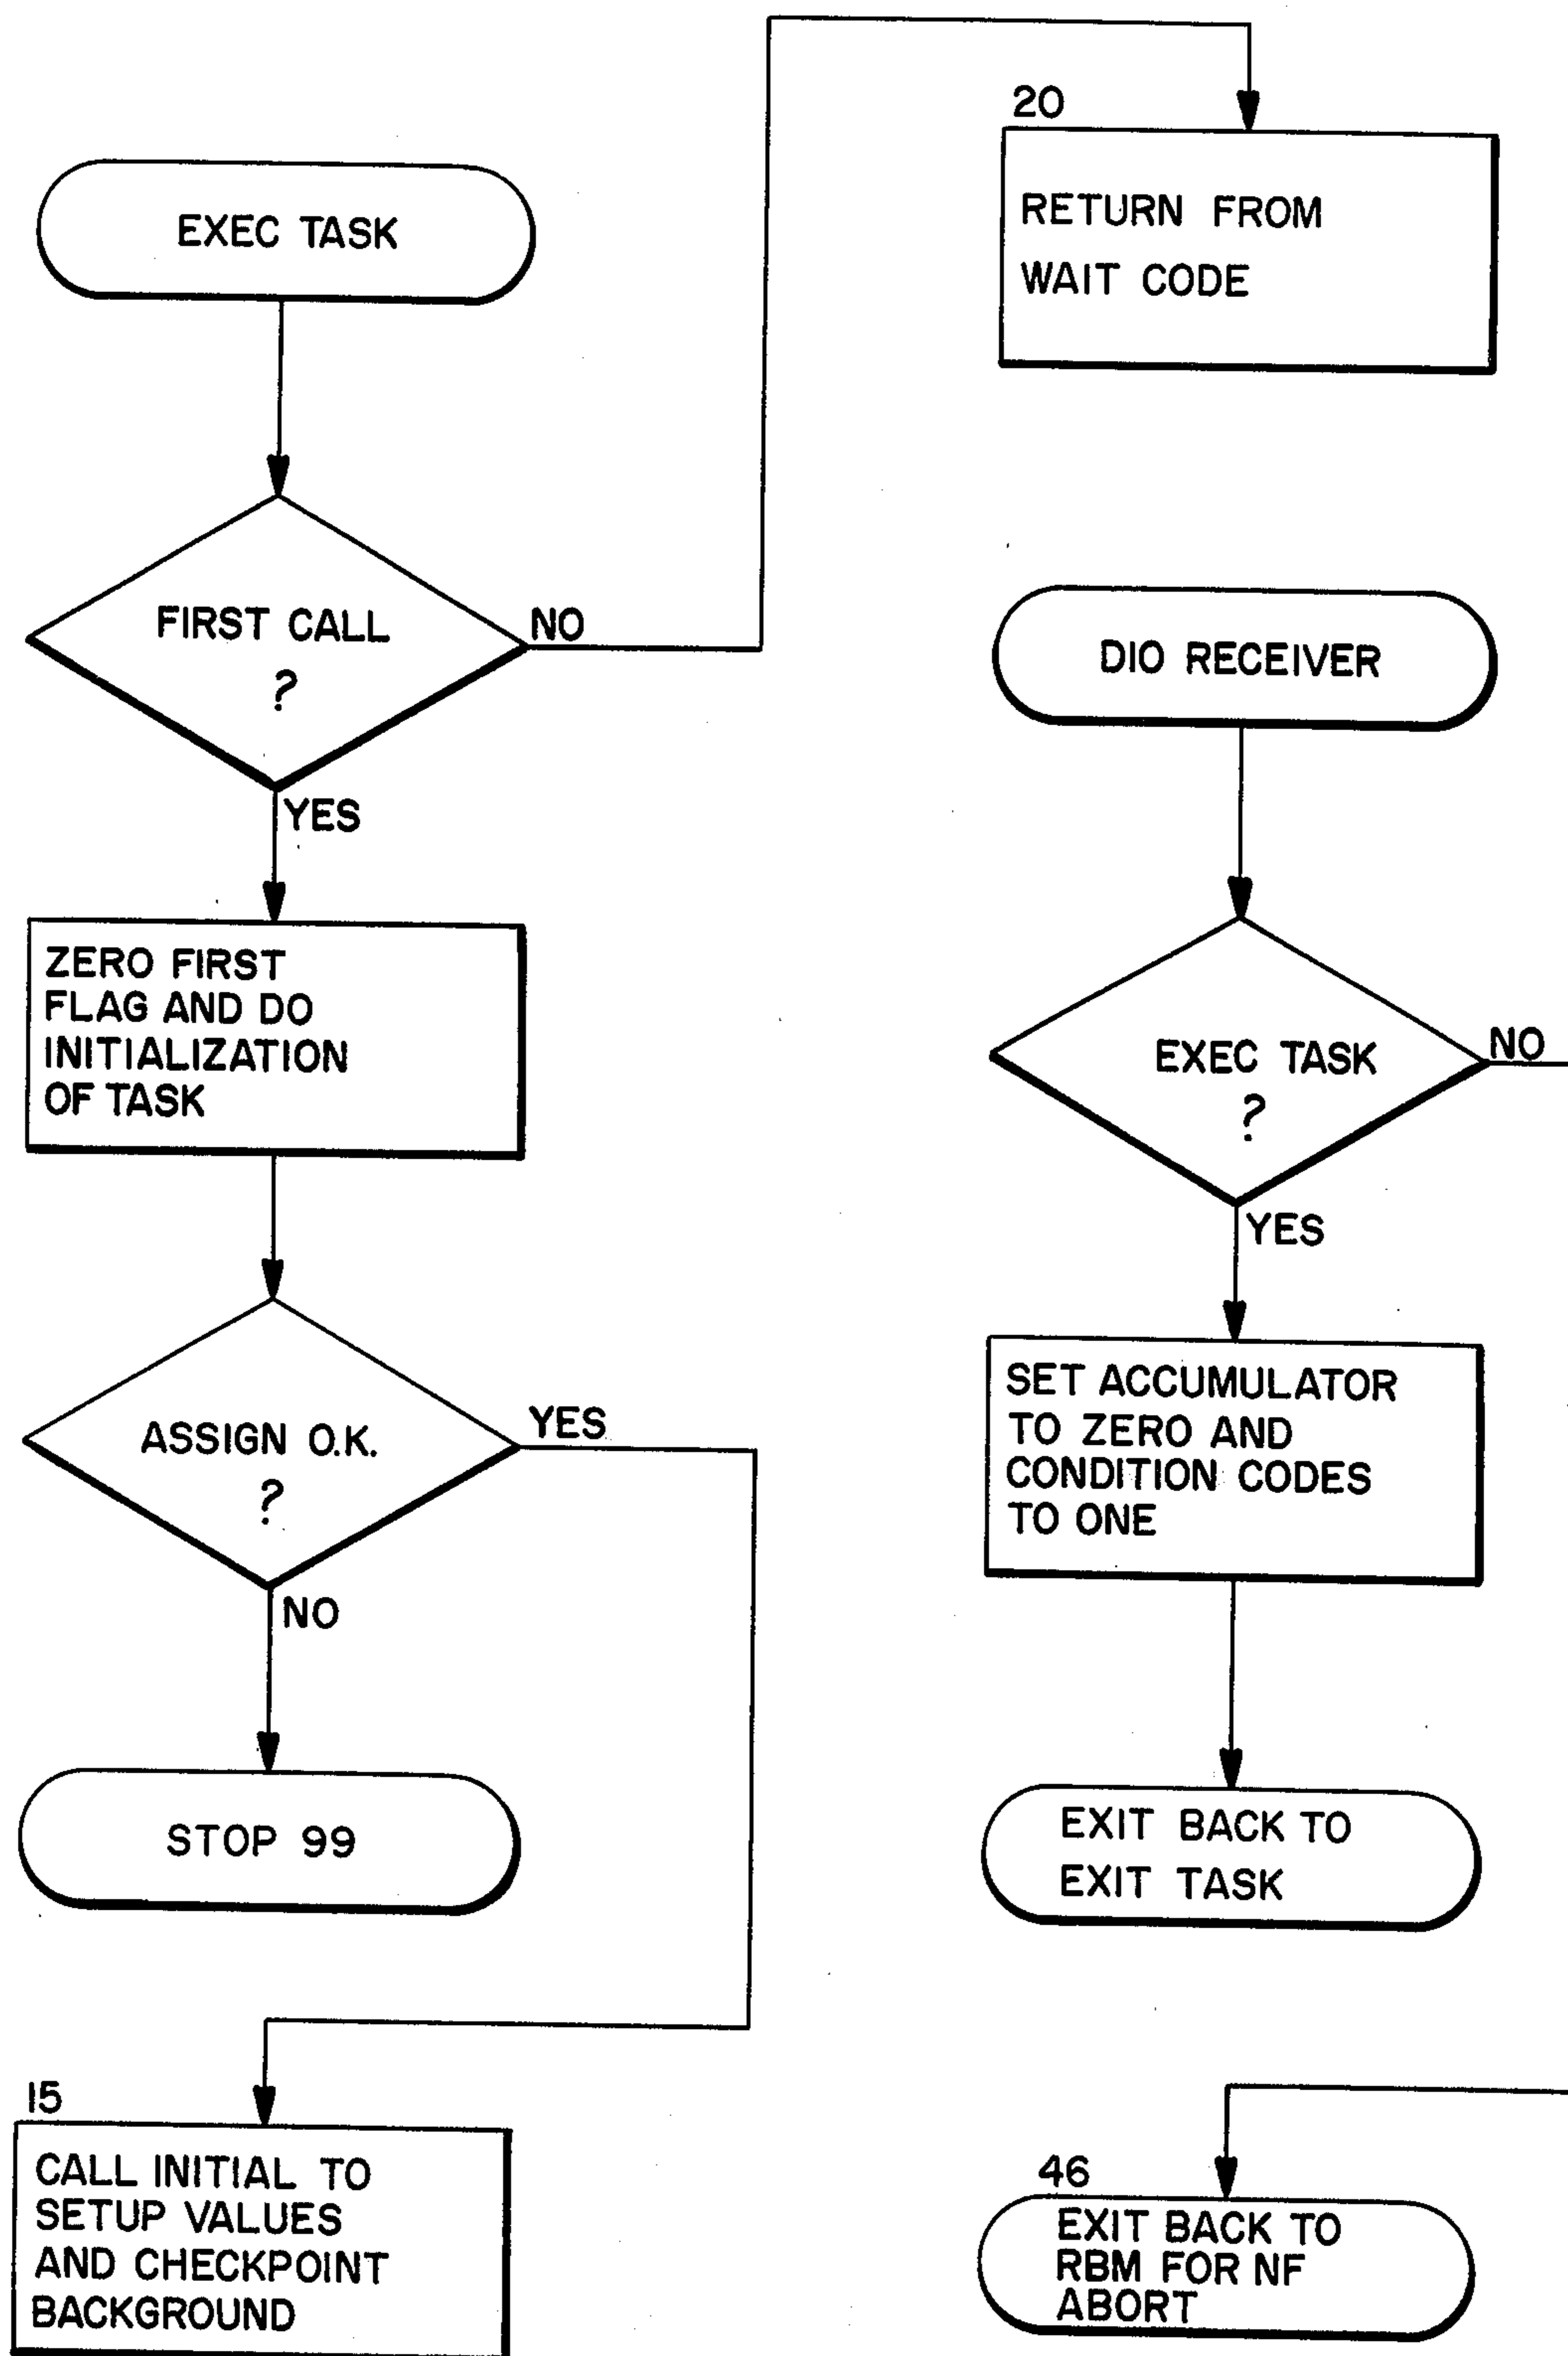 EXEC TASK
FIRST CALL
?
NO
YES
ZERO FIRST
FLAG AND DO
INITIALIZATION
OF TASK
ASSIGN O.K.
?
YES
NO
STOP 99
15
CALL INITIAL TO
SETUP VALUES
AND CHECKPOINT
BACKGROUND
20
RETURN FROM
WAIT CODE
DIO RECEIVER
EXEC TASK
?
NO
YES
SET ACCUMULATOR
TO ZERO AND
CONDITION CODES
TO ONE
EXIT BACK TO
EXIT TASK
46
EXIT BACK TO
RBM FOR NF
ABORT